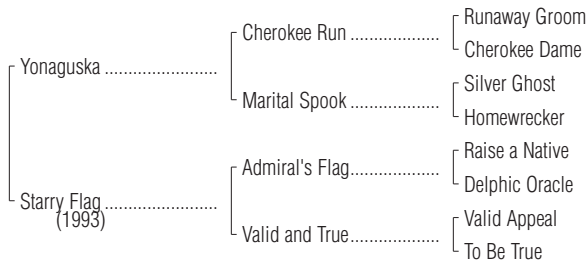 Runaway Groom
Cherokee Run ...................
Cherokee Dame
Yonaguska ........................
Silver Ghost
Marital Spook ...................
Homewrecker
Raise a Native
Admiral's Flag...................
Delphic Oracle
Starry Flag ........................
(1993)
Valid Appeal
Valid and True...................
To Be True